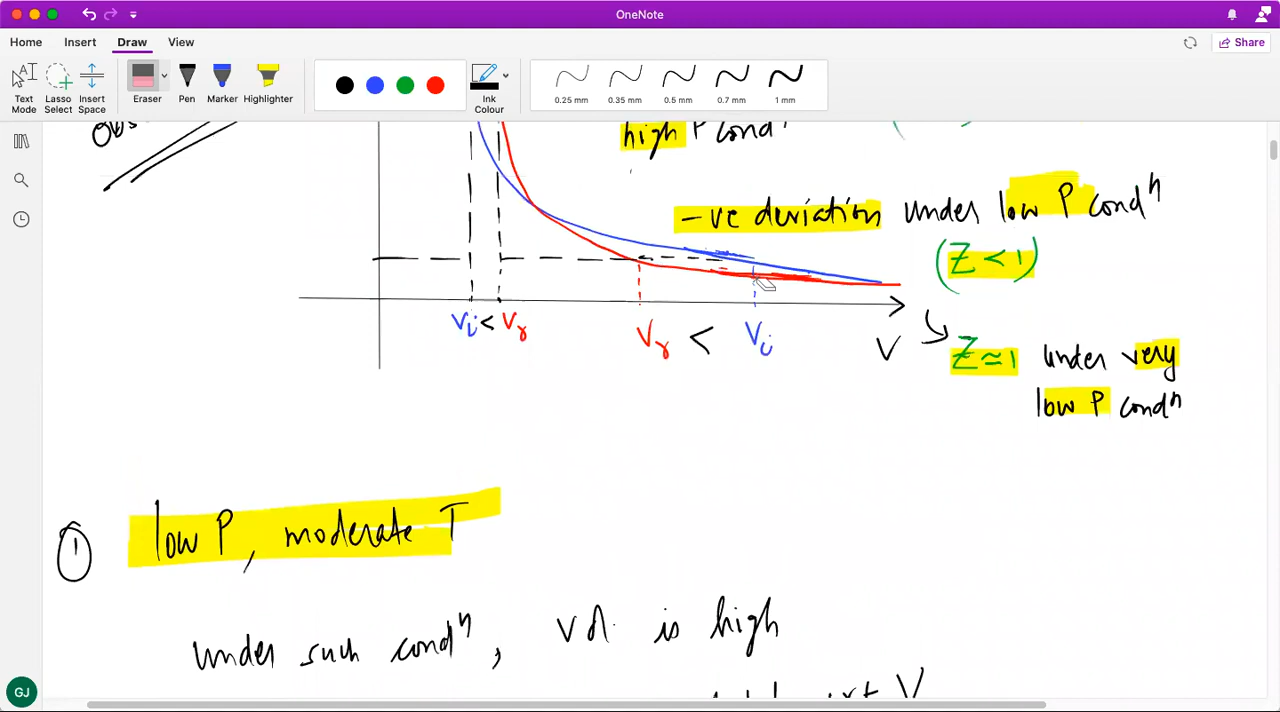 OneNote
Home Insert Draw View
Share
Text Mode
Lasso Select
Insert Space
Eraser
Pen
Marker
Highlighter
Ink Colour
0.25 mm
0.35 mm
0.5 mm
0.7 mm
1 mm
Obs
high P condⁿ
-ve deviation under low P condⁿ
(Z < 1)
Vi < Vr
Vr < Vi
V
Z ≃ 1 under very
low P condⁿ
① low P, moderate T
under such condⁿ, vol. is high
V
GJ